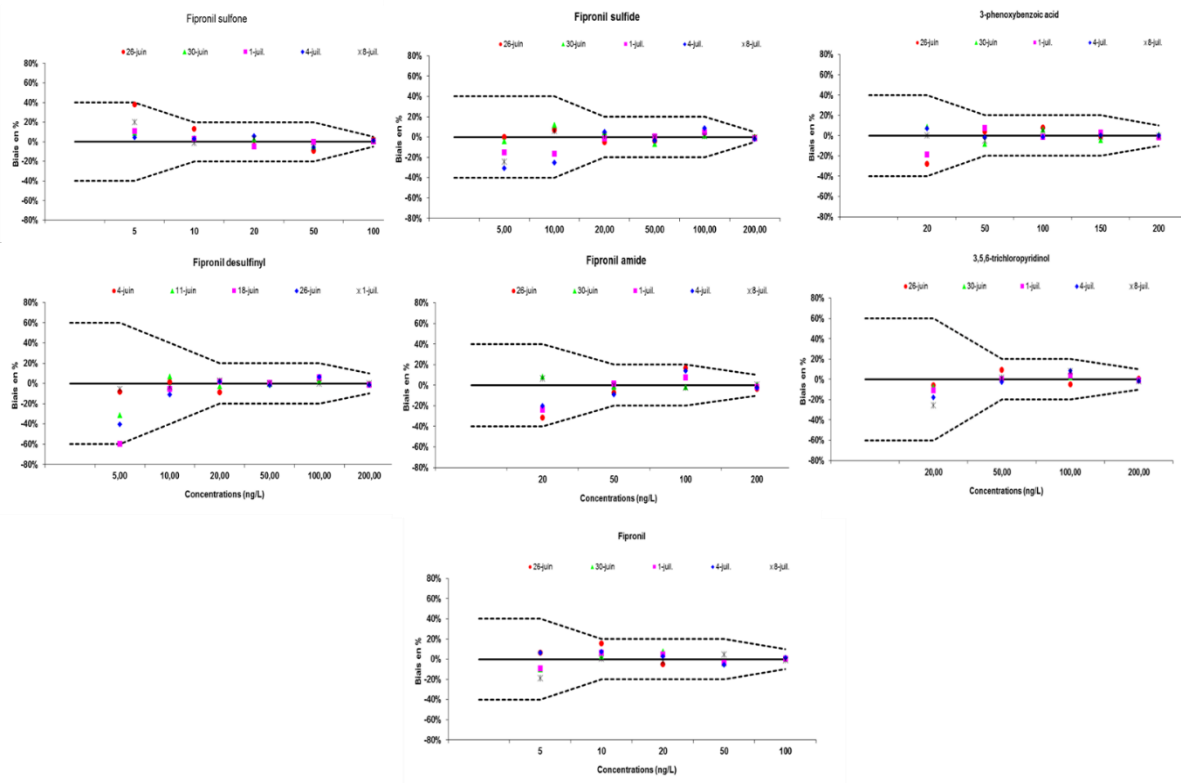 Fipronil sulfone
26-juin 30-juin 1-juil. 4-juil. 8-juil.
80%
60%
40%
20%
0%
-20%
-40%
-60%
-80%
Biais en %
5 10 20 50 100
Fipronil sulfide
26-juin 30-juin 1-juil. 4-juil. 8-juil.
80%
60%
40%
20%
0%
-20%
-40%
-60%
-80%
Biais en %
5,00 10,00 20,00 50,00 100,00 200,00
3-phenoxybenzoic acid
26-juin 30-juin 1-juil. 4-juil. 8-juil.
80%
60%
40%
20%
0%
-20%
-40%
-60%
-80%
Biais en %
20 50 100 150 200
Fipronil desulfinyl
4-juin 11-juin 18-juin 26-juin 1-juil.
80%
60%
40%
20%
0%
-20%
-40%
-60%
-80%
Biais en %
5,00 10,00 20,00 50,00 100,00 200,00
Concentrations (ng/L)
Fipronil amide
26-juin 30-juin 1-juil. 4-juil. 8-juil.
80%
60%
40%
20%
0%
-20%
-40%
-60%
-80%
Biais en %
20 50 100 200
Concentrations (ng/L)
3,5,6-trichloropyridinol
26-juin 30-juin 1-juil. 4-juil. 8-juil.
80%
60%
40%
20%
0%
-20%
-40%
-60%
-80%
Biais en %
20,00 50,00 100,00 200,00
Concentrations (ng/L)
Fipronil
26-juin 30-juin 1-juil. 4-juil. 8-juil.
80%
60%
40%
20%
0%
-20%
-40%
-60%
-80%
Biais en %
5 10 20 50 100
Concentrations (ng/L)